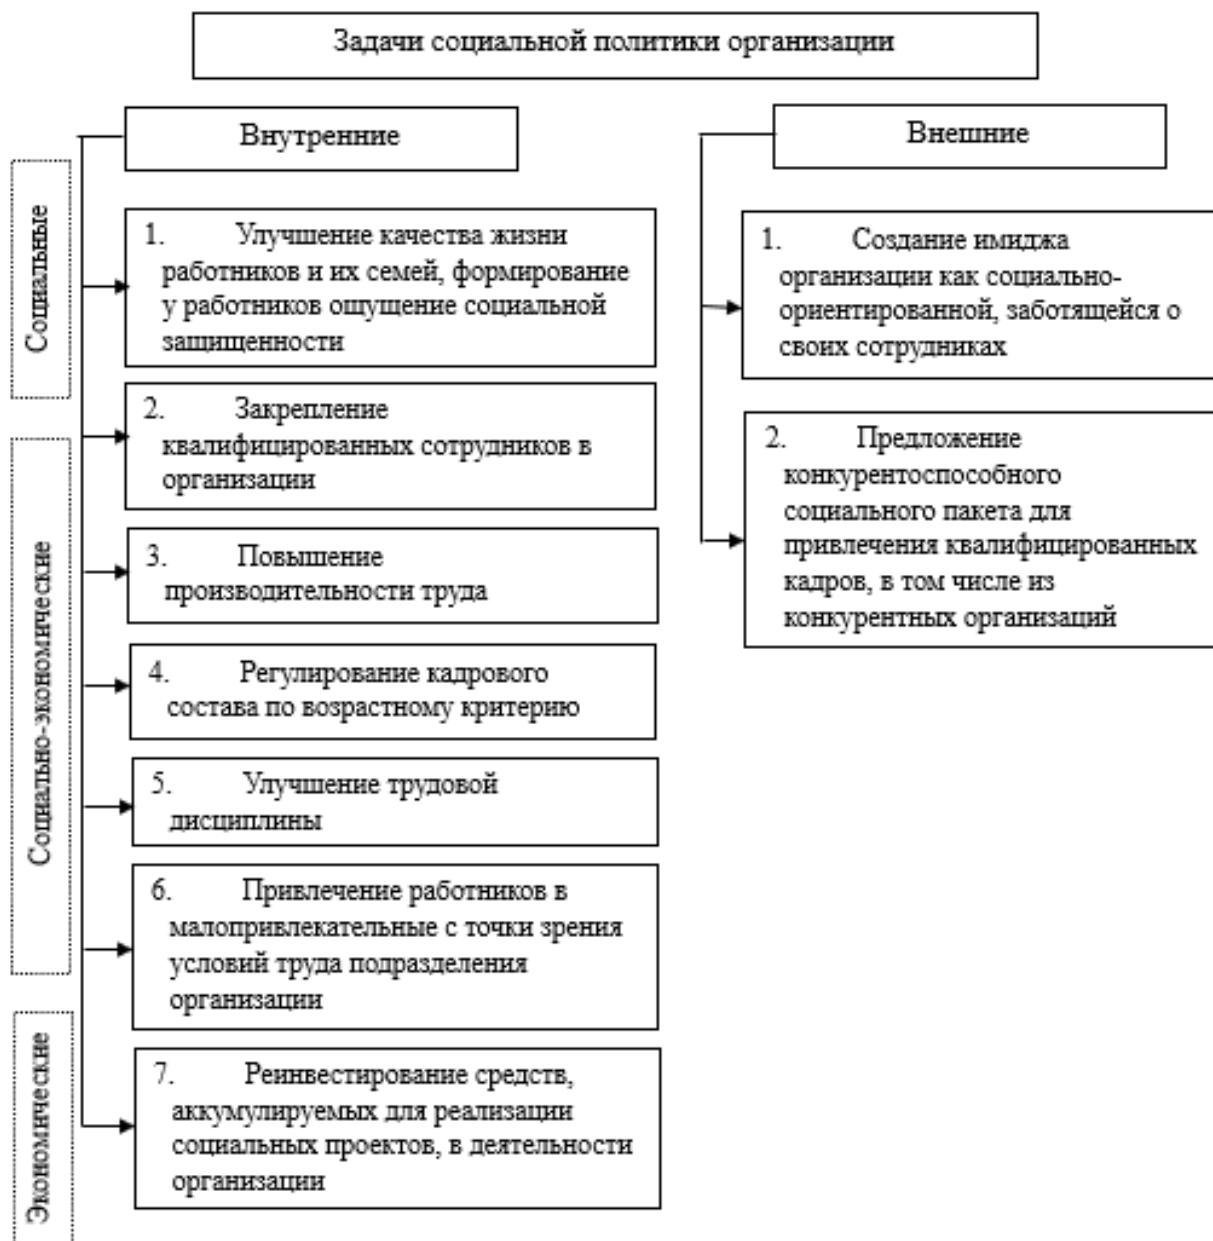 Задачи социальной политики организации
Внутренние
Внешние
Социальные
1. Улучшение качества жизни
работников и их семей, формирование
у работников ощущение социальной
защищенности
2. Закрепление
квалифицированных сотрудников в
организации
Социально-экономические
3. Повышение
производительности труда
4. Регулирование кадрового
состава по возрастному критерию
5. Улучшение трудовой
дисциплины
6. Привлечение работников в
малопривлекательные с точки зрения
условий труда подразделения
организации
Экономические
7. Реинвестирование средств,
аккумулируемых для реализации
социальных проектов, в деятельности
организации
1. Создание имиджа
организации как социально-
ориентированной, заботящейся о
своих сотрудниках
2. Предложение
конкурентоспособного
социального пакета для
привлечения квалифицированных
кадров, в том числе из
конкурентных организаций